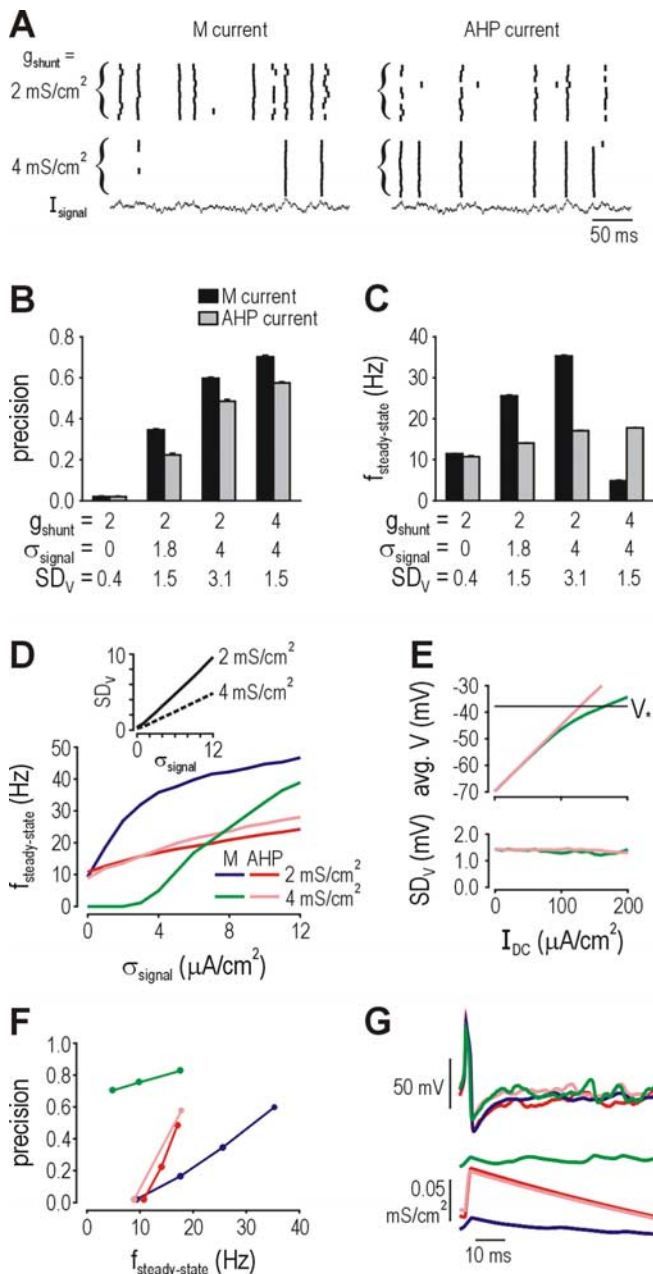 A
M current
AHP current
g_shunt =
2 mS/cm²
4 mS/cm²
I_signal
50 ms
B
M current
AHP current
0.8
0.6
0.4
0.2
0.0
precision
g_shunt = 2 2 2 4
σ_signal = 0 1.8 4 4
SD_V = 0.4 1.5 3.1 1.5
C
40
30
20
10
0
f_steady-state (Hz)
g_shunt = 2 2 2 4
σ_signal = 0 1.8 4 4
SD_V = 0.4 1.5 3.1 1.5
D
10
0
SD_V
2 mS/cm²
4 mS/cm²
0 12
σ_signal
50
40
30
20
10
0
f_steady-state (Hz)
M AHP
2 mS/cm²
4 mS/cm²
0 4 8 12
σ_signal (μA/cm²)
E
-30
-40
-50
-60
-70
avg. V (mV)
V*
2.0
1.0
0.0
SD_V (mV)
0 100 200
I_DC (μA/cm²)
F
1.0
0.8
0.6
0.4
0.2
0.0
precision
0 10 20 30 40
f_steady-state (Hz)
G
50 mV
0.05
mS/cm²
10 ms